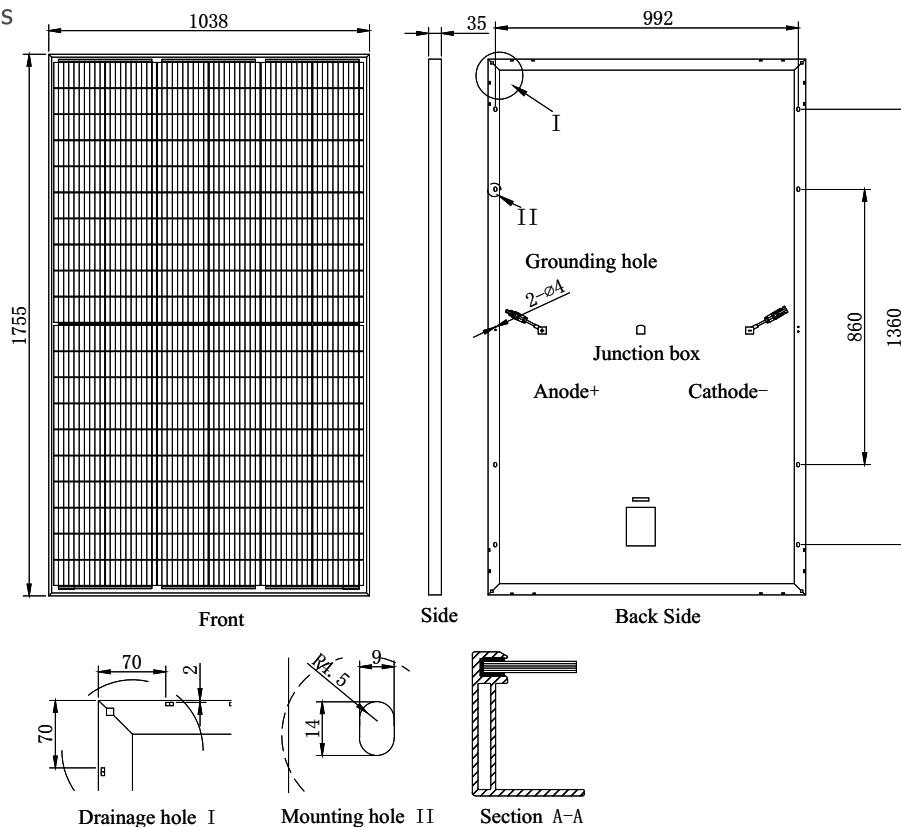 s
1038
35
992
1755
I
II
Grounding hole
2-⌀4
Junction box
Anode+
Cathode-
860
1360
Front
Side
Back Side
70
2
70
R4.5
9
14
Drainage hole I
Mounting hole II
Section A-A